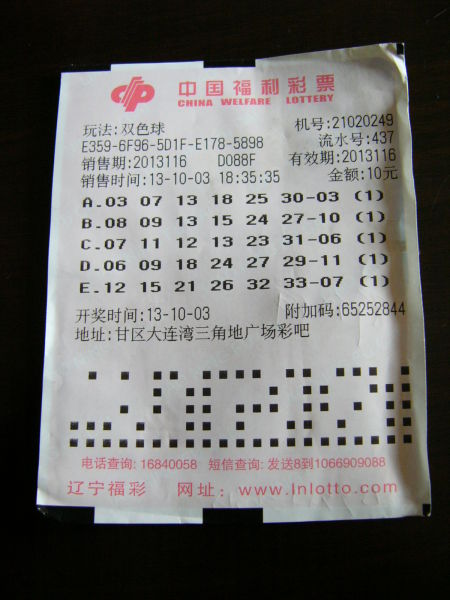 中国福利彩票
CHINA WELFARE LOTTERY
玩法:双色球 机号:21020249
E359-6F96-5D1F-E178-5898 流水号:437
销售期:2013116 D088F 有效期:2013116
销售时间:13-10-03 18:35:35 金额:10元
A.03 07 13 18 25 30-03 (1)
B.08 09 13 15 24 27-10 (1)
C.07 11 12 13 23 31-06 (1)
D.06 09 18 24 27 29-11 (1)
E.12 15 21 26 32 33-07 (1)
开奖时间:13-10-03 附加码:65252844
地址:甘区大连湾三角地广场彩吧
电话查询: 16840058 短信查询: 发送8到1066909088
辽宁福彩 网址: www.lnlotto.com